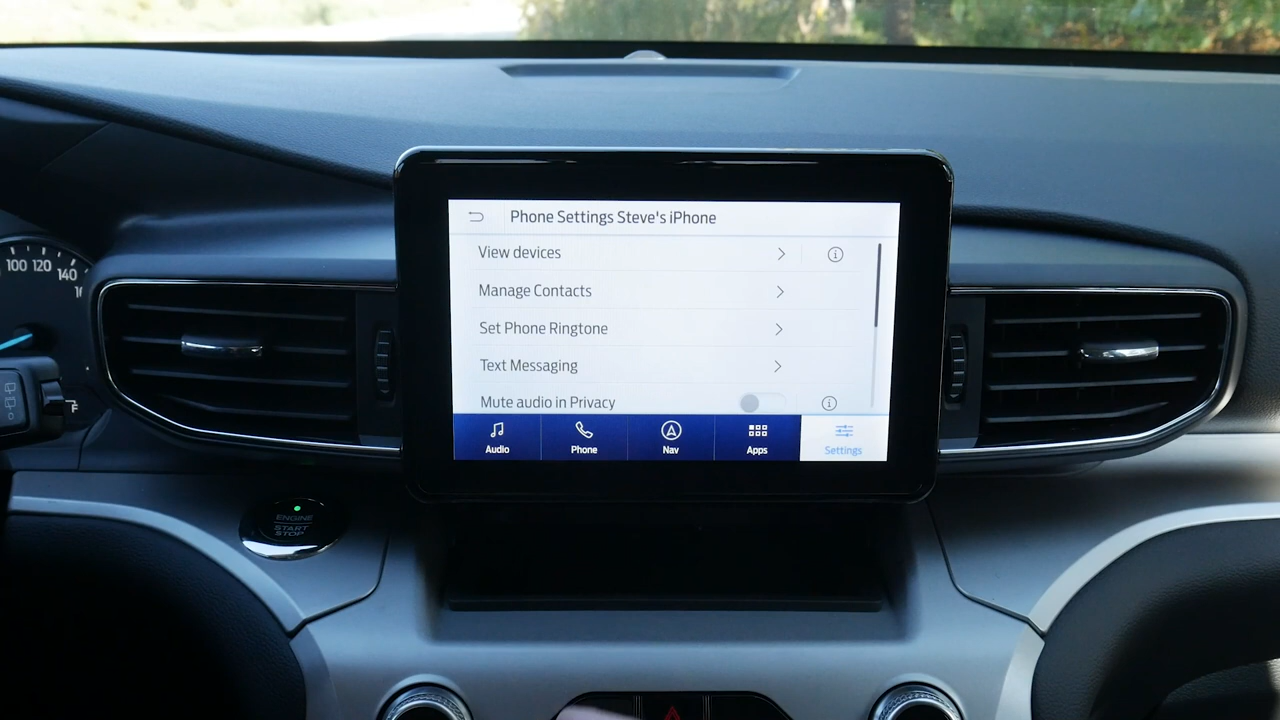 Phone Settings Steve's iPhone
View devices
Manage Contacts
Set Phone Ringtone
Text Messaging
Mute audio in Privacy
Audio
Phone
Nav
Apps
Settings
100 120 140
F
ENGINE
START
STOP